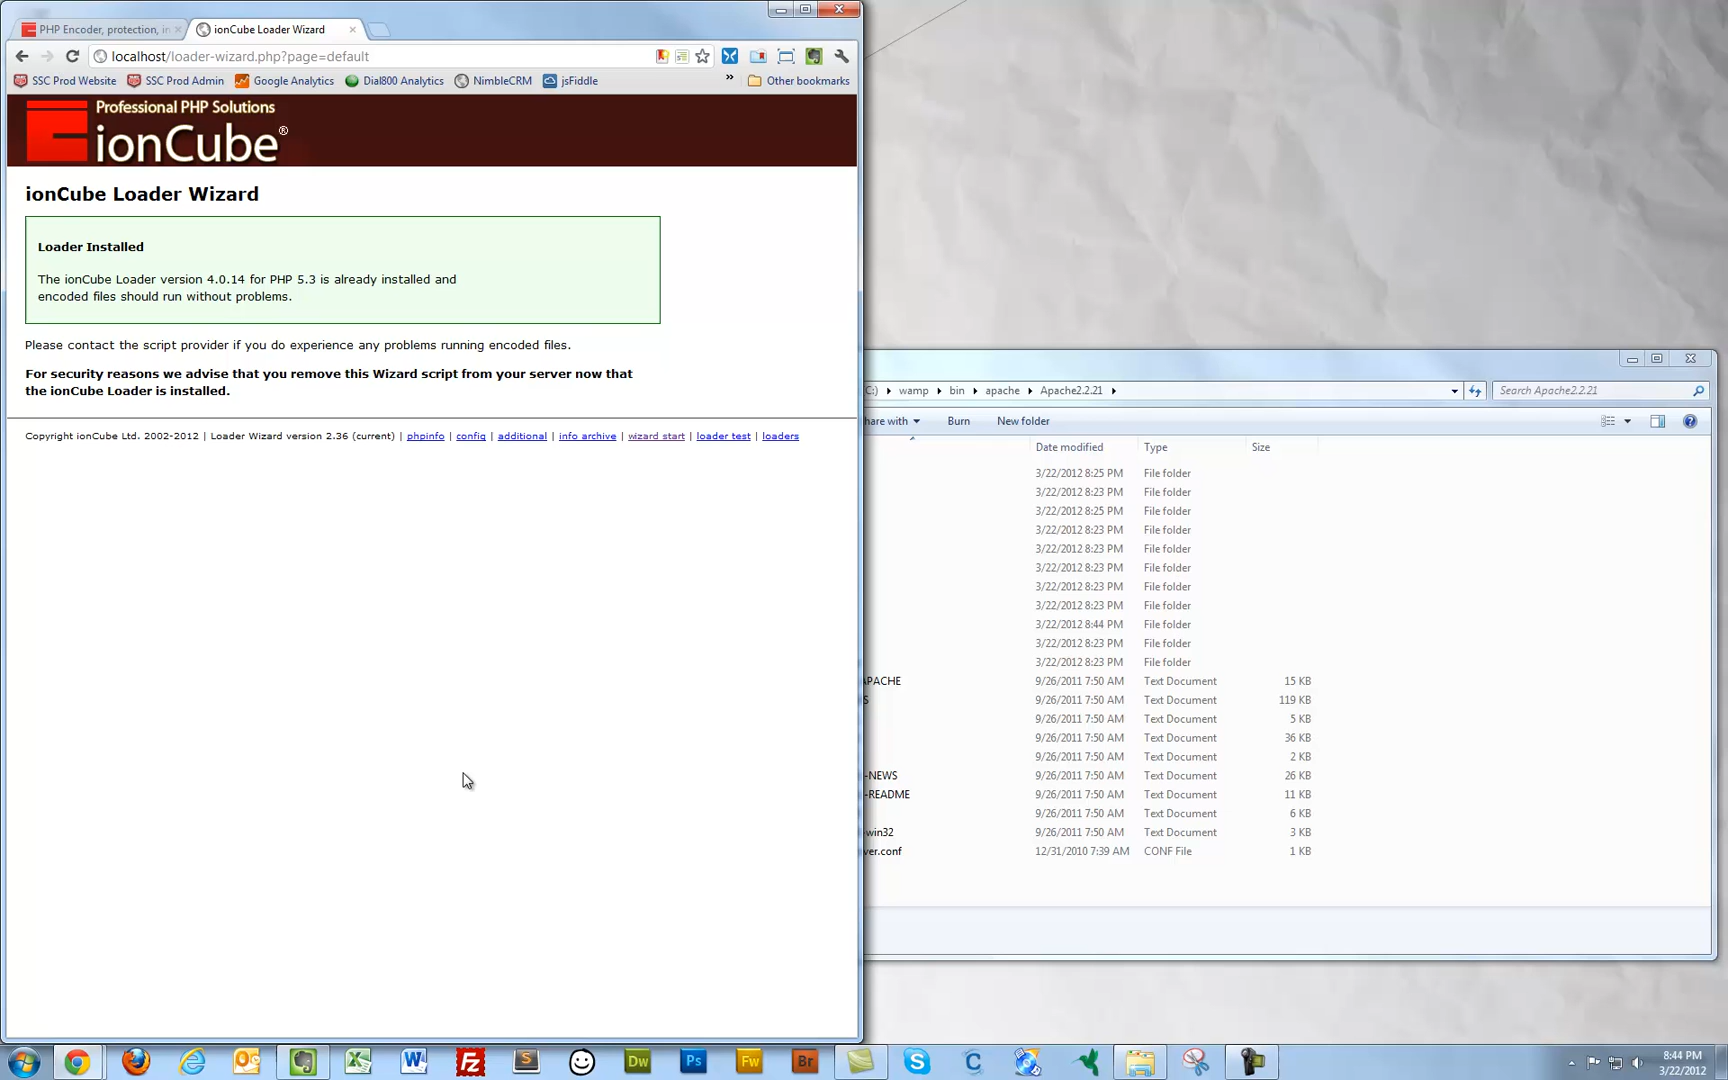 PHP Encoder, protection, in
ionCube Loader Wizard
localhost/loader-wizard.php?page=default
SSC Prod Website
SSC Prod Admin
Google Analytics
Dial800 Analytics
NimbleCRM
jsFiddle
»
Other bookmarks
Professional PHP Solutions
ionCube®
ionCube Loader Wizard
Loader Installed
The ionCube Loader version 4.0.14 for PHP 5.3 is already installed and
encoded files should run without problems.
Please contact the script provider if you do experience any problems running encoded files.
For security reasons we advise that you remove this Wizard script from your server now that
the ionCube Loader is installed.
Copyright ionCube Ltd. 2002-2012 | Loader Wizard version 2.36 (current) | phpinfo | config | additional | info archive | wizard start | loader test | loaders
C:) wamp bin apache Apache2.2.21
Search Apache2.2.21
hare with Burn New folder
Date modified Type Size
3/22/2012 8:25 PM File folder
3/22/2012 8:23 PM File folder
3/22/2012 8:25 PM File folder
3/22/2012 8:23 PM File folder
3/22/2012 8:23 PM File folder
3/22/2012 8:23 PM File folder
3/22/2012 8:23 PM File folder
3/22/2012 8:23 PM File folder
3/22/2012 8:44 PM File folder
3/22/2012 8:23 PM File folder
3/22/2012 8:23 PM File folder
APACHE 9/26/2011 7:50 AM Text Document 15 KB
S 9/26/2011 7:50 AM Text Document 119 KB
9/26/2011 7:50 AM Text Document 5 KB
9/26/2011 7:50 AM Text Document 36 KB
9/26/2011 7:50 AM Text Document 2 KB
-NEWS 9/26/2011 7:50 AM Text Document 26 KB
-README 9/26/2011 7:50 AM Text Document 11 KB
9/26/2011 7:50 AM Text Document 6 KB
win32 9/26/2011 7:50 AM Text Document 3 KB
ver.conf 12/31/2010 7:39 AM CONF File 1 KB
Dw
Ps
Fw
Br
8:44 PM
3/22/2012